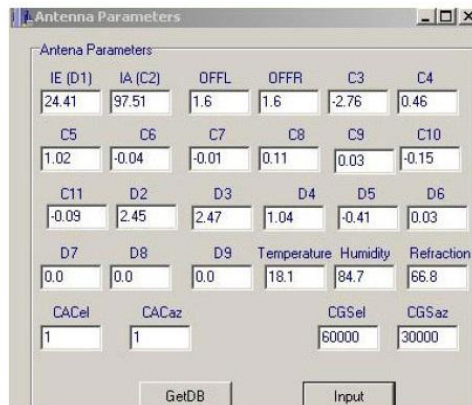 Antenna Parameters
Antena Parameters
IE (D1) IA (C2) OFFL OFFR C3 C4
24.41 97.51 1.6 1.6 -2.76 0.46
C5 C6 C7 C8 C9 C10
1.02 -0.04 -0.01 0.11 0.03 -0.15
C11 D2 D3 D4 D5 D6
-0.09 2.45 2.47 1.04 -0.41 0.03
D7 D8 D9 Temperature Humidity Refraction
0.0 0.0 0.0 18.1 84.7 66.8
CACel CACaz CGSel CGSaz
1 1 60000 30000
GetDB Input